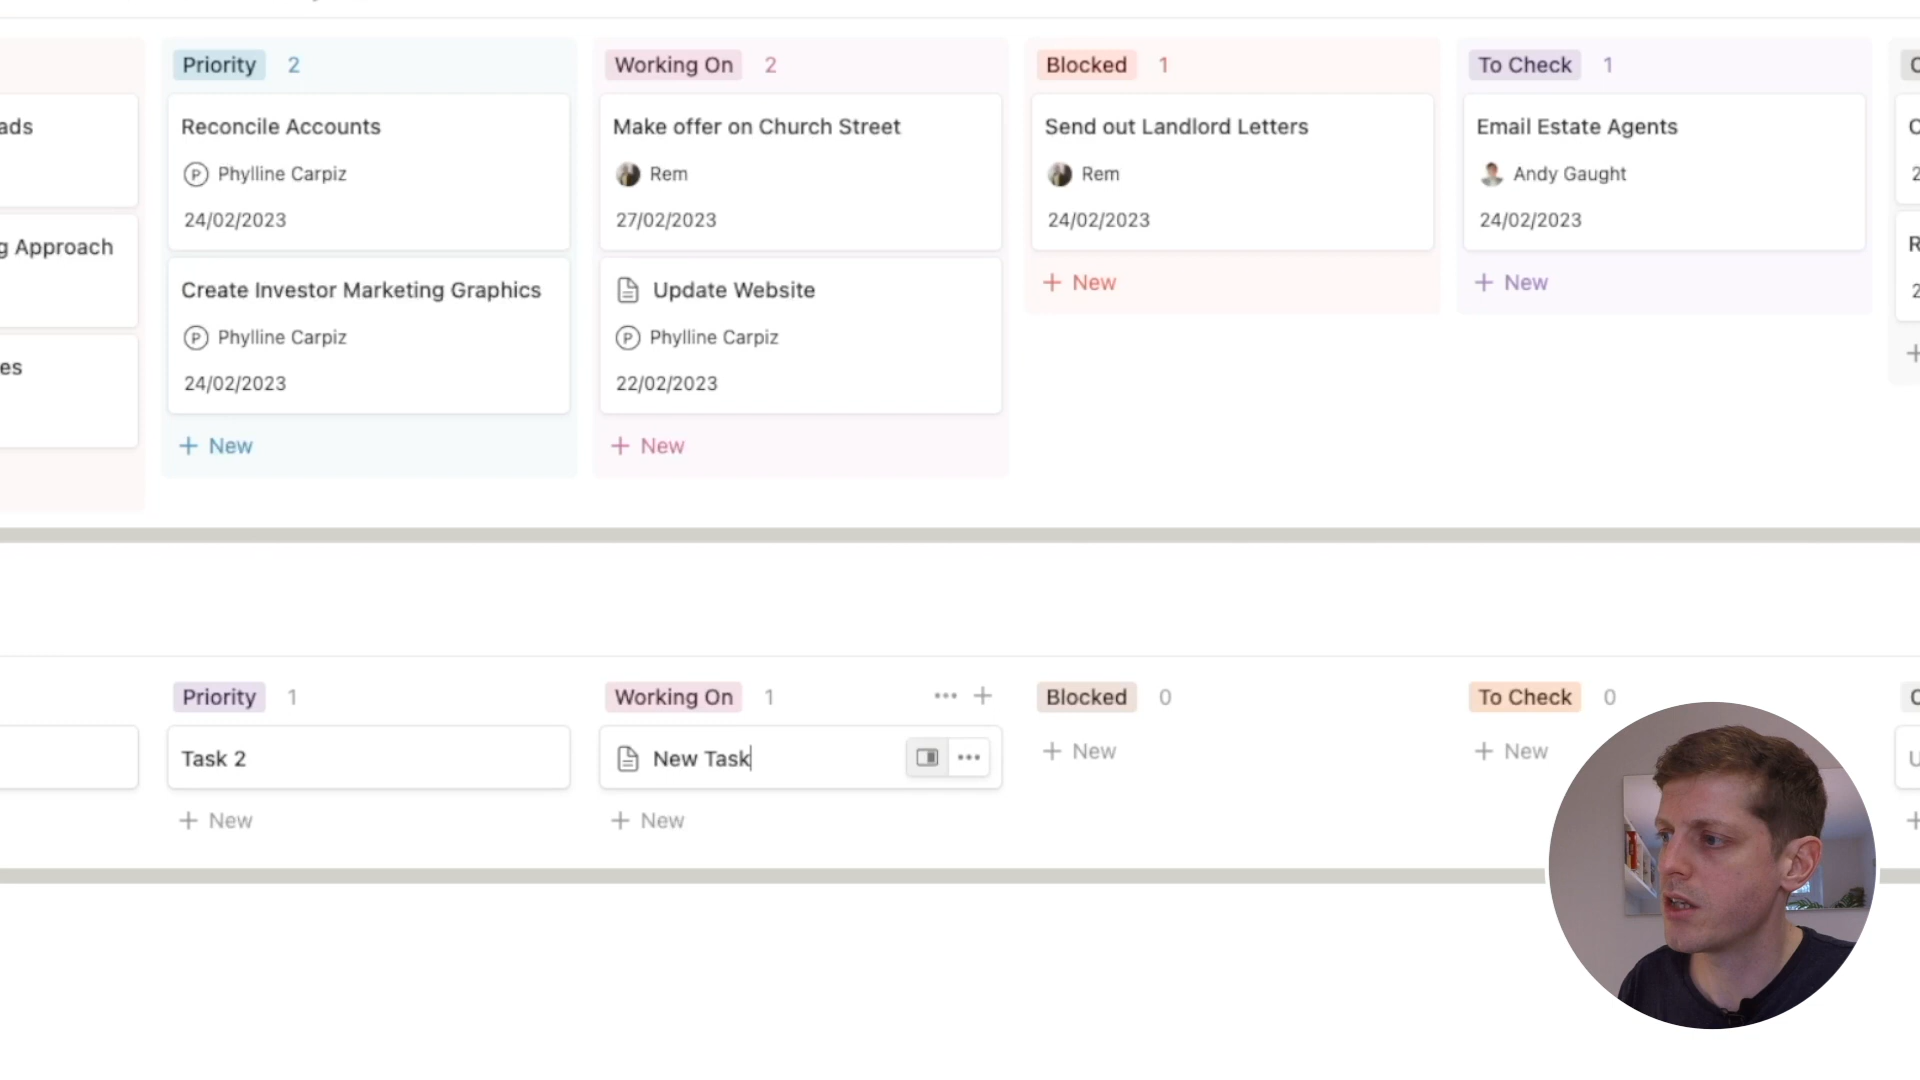 Priority 2
Working On 2
Blocked 1
To Check 1
ads
Reconcile Accounts
Make offer on Church Street
Send out Landlord Letters
Email Estate Agents
P Phylline Carpiz
Rem
Rem
Andy Gaught
24/02/2023
27/02/2023
24/02/2023
24/02/2023
g Approach
Create Investor Marketing Graphics
Update Website
+ New
+ New
P Phylline Carpiz
P Phylline Carpiz
es
24/02/2023
22/02/2023
+ New
+ New
Priority 1
Working On 1
Blocked 0
To Check 0
Task 2
New Task
+ New
+ New
+ New
+ New